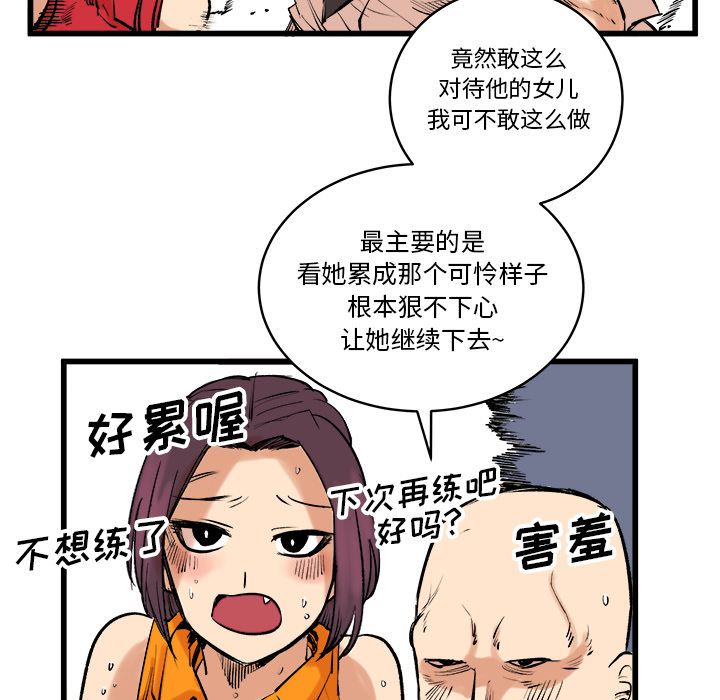 竟然敢这么
对待他的女儿
我可不敢这么做
最主要的是
看她累成那个可怜样子
根本狠不下心
让她继续下去~
好累喔
不想练了
下次再练吧
好吗?
害羞